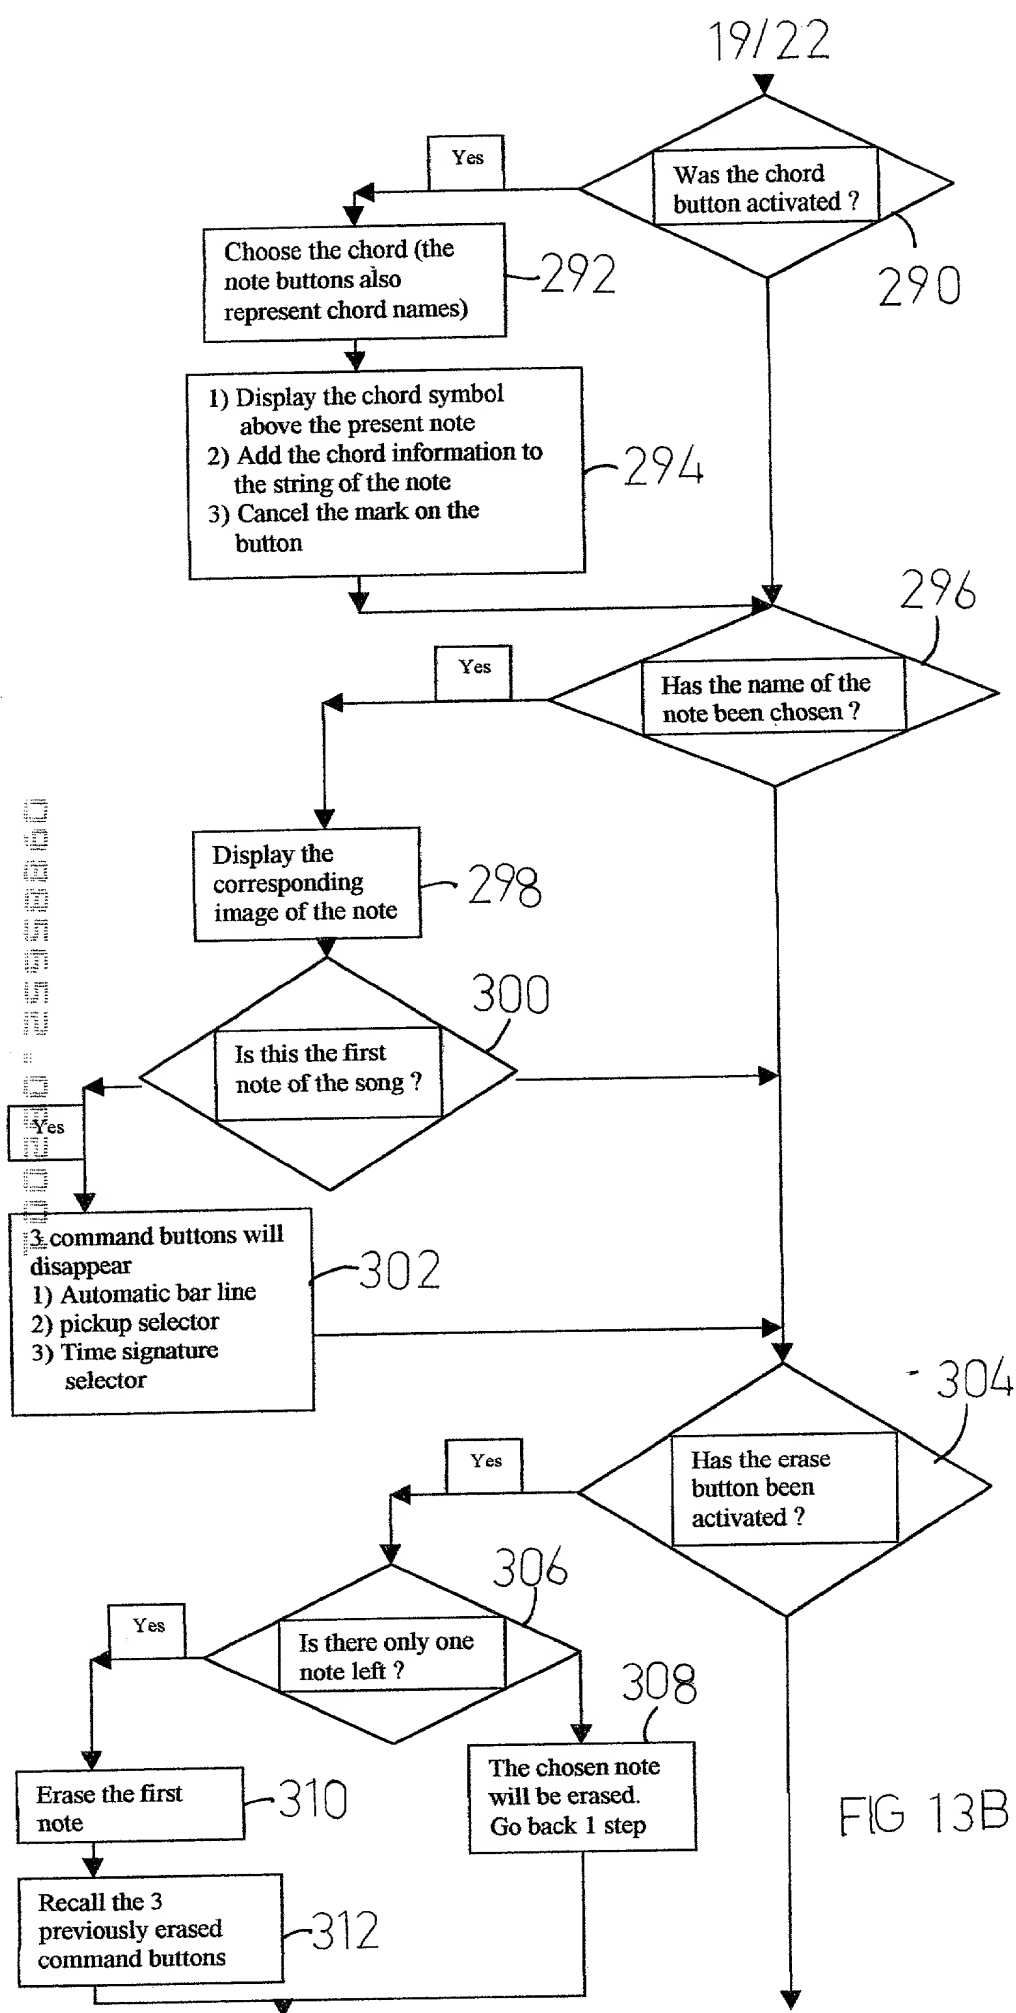 19/22
Yes
Was the chord
button activated ?
290
Choose the chord (the
note buttons also
represent chord names)
292
1) Display the chord symbol
above the present note
2) Add the chord information to
the string of the note
3) Cancel the mark on the
button
294
296
Yes
Has the name of the
note been chosen ?
Display the
corresponding
image of the note
298
300
Is this the first
note of the song ?
Yes
3 command buttons will
disappear
1) Automatic bar line
2) pickup selector
3) Time signature
selector
302
304
Yes
Has the erase
button been
activated ?
306
Yes
Is there only one
note left ?
308
The chosen note
will be erased.
Go back 1 step
Erase the first
note
310
FIG 13B
Recall the 3
previously erased
command buttons
312